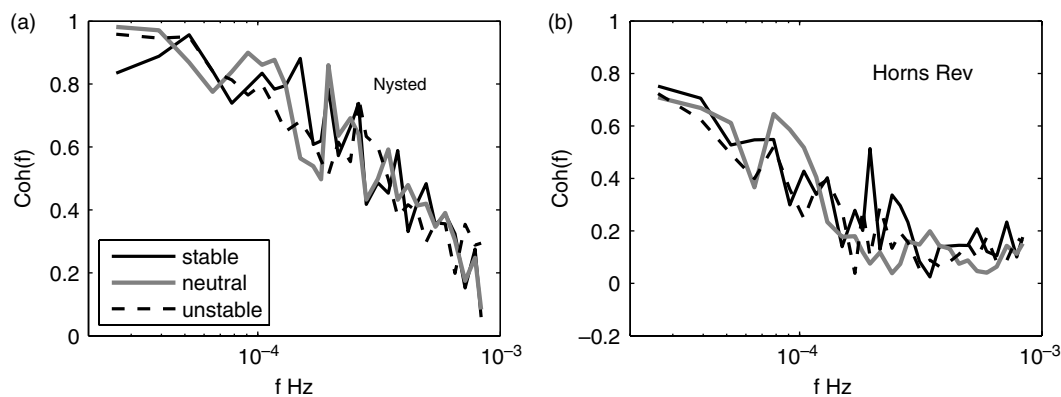 (a)
Coh(f)
1
0.8
0.6
0.4
0.2
0
Nysted
stable
neutral
unstable
10⁻⁴
10⁻³
f Hz
(b)
Coh(f)
1
0.8
0.6
0.4
0.2
0
−0.2
Horns Rev
10⁻⁴
10⁻³
f Hz